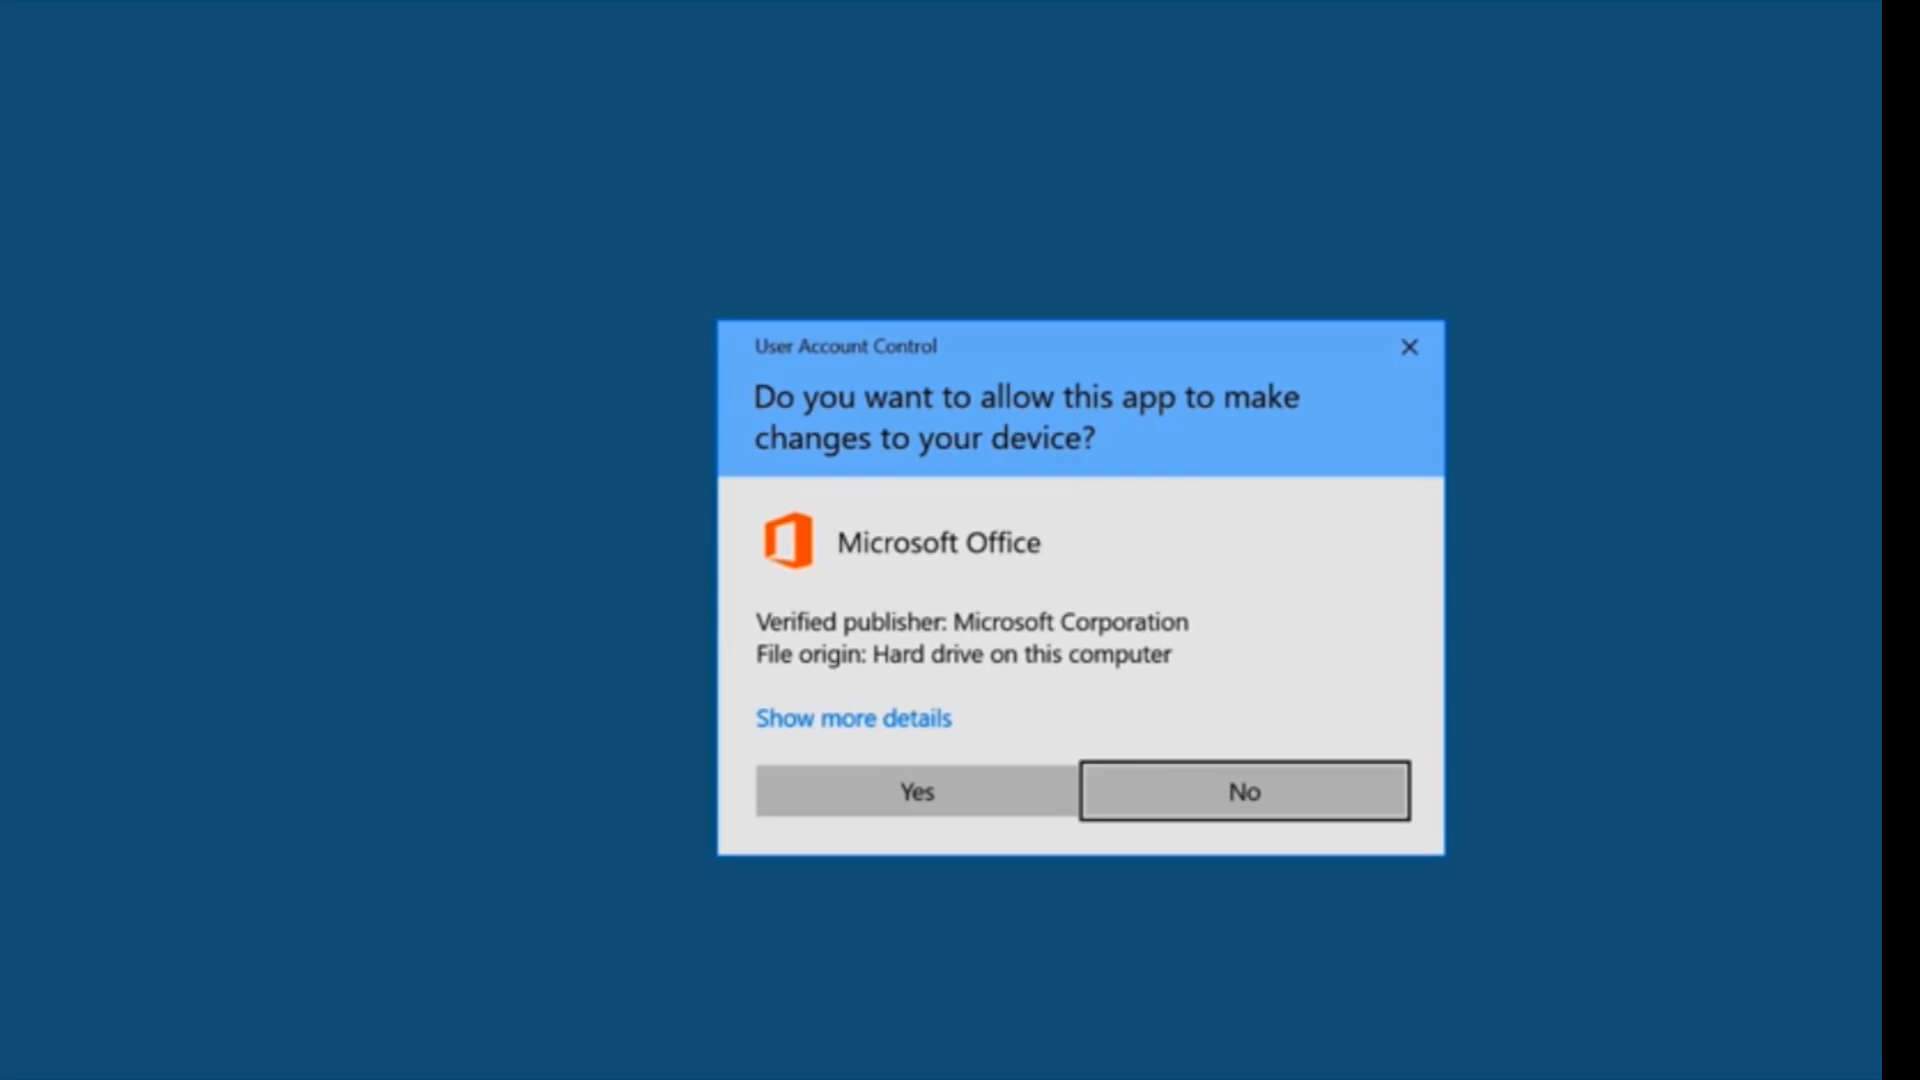 User Account Control
Do you want to allow this app to make
changes to your device?
Microsoft Office
Verified publisher: Microsoft Corporation
File origin: Hard drive on this computer
Show more details
Yes
No